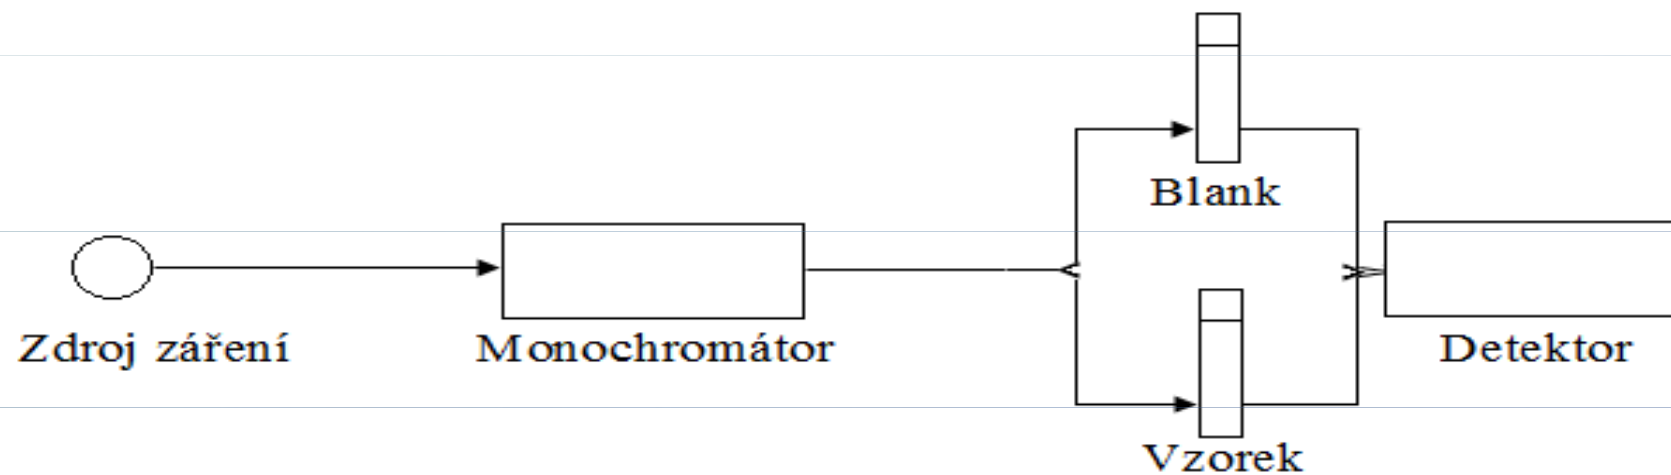 Blank
Zdroj záření
Monochromátor
Detektor
Vzorek